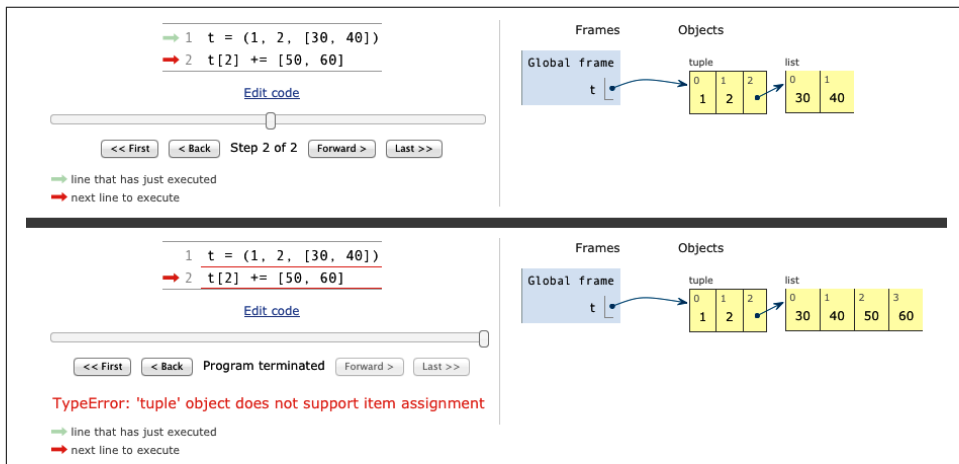 1 t = (1, 2, [30, 40])
2 t[2] += [50, 60]
Edit code
<< First < Back Step 2 of 2 Forward > Last >>
line that has just executed
next line to execute
Frames Objects
Global frame
t
tuple list
0 1 2 0 1
1 2 30 40
1 t = (1, 2, [30, 40])
2 t[2] += [50, 60]
Edit code
<< First < Back Program terminated Forward > Last >>
TypeError: 'tuple' object does not support item assignment
line that has just executed
next line to execute
Frames Objects
Global frame
t
tuple list
0 1 2 0 1 2 3
1 2 30 40 50 60